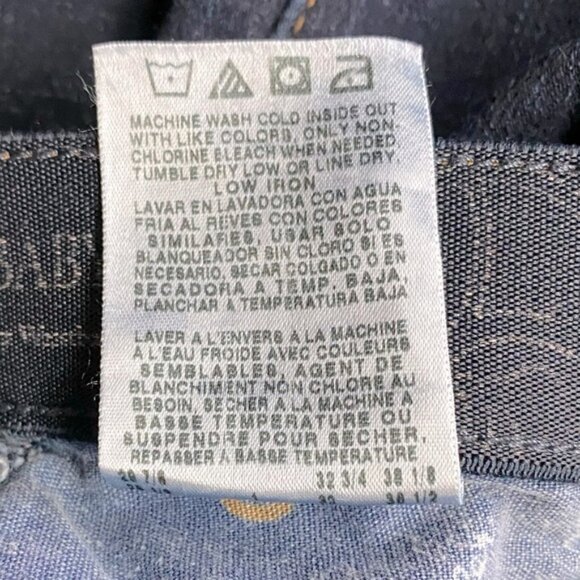 MACHINE WASH COLD INSIDE OUT
WITH LIKE COLORS, ONLY NON-
CHLORINE BLEACH WHEN NEEDED
TUMBLE DRY LOW OR LINE DRY.
LOW IRON
LAVAR EN LAVADORA CON AGUA
FRIA AL REVES CON COLOR
SIMILARES, USAR SOLO
BLANQUEADOR SIN CLORO SI ES
NECESARIO, SECAR COLGADO O EN
SECADORA A TEMP. BAJA,
PLANCHAR A TEMPERATURA BAJA
LAVER A L'ENVERS A LA MACHINE
A L'EAU FROIDE AVEC COULEURS
SEMBLABLES, AGENT DE
BLANCHIMENT NON CHLORE AU
BESOIN, SECHER A LA MACHINE A
BASSE TEMPERATURE OU
SUSPENDRE POUR SECHER,
REPASSER A BASSE TEMPERATURE
32 3/4 38 1/8